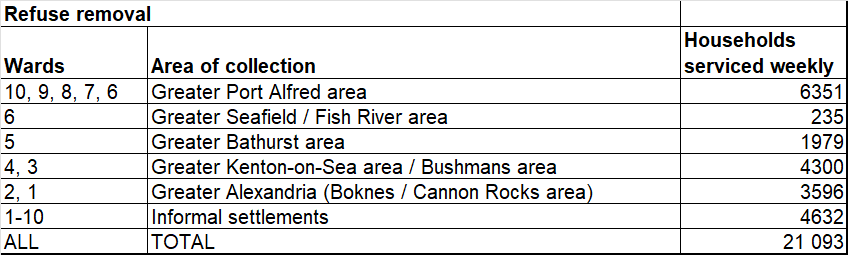 Refuse removal
Households
Wards Area of collection serviced weekly
10, 9, 8, 7, 6 Greater Port Alfred area 6351
6 Greater Seafield / Fish River area 235
5 Greater Bathurst area 1979
4, 3 Greater Kenton-on-Sea area / Bushmans area 4300
2, 1 Greater Alexandria (Boknes / Cannon Rocks area) 3596
1-10 Informal settlements 4632
ALL TOTAL 21 093